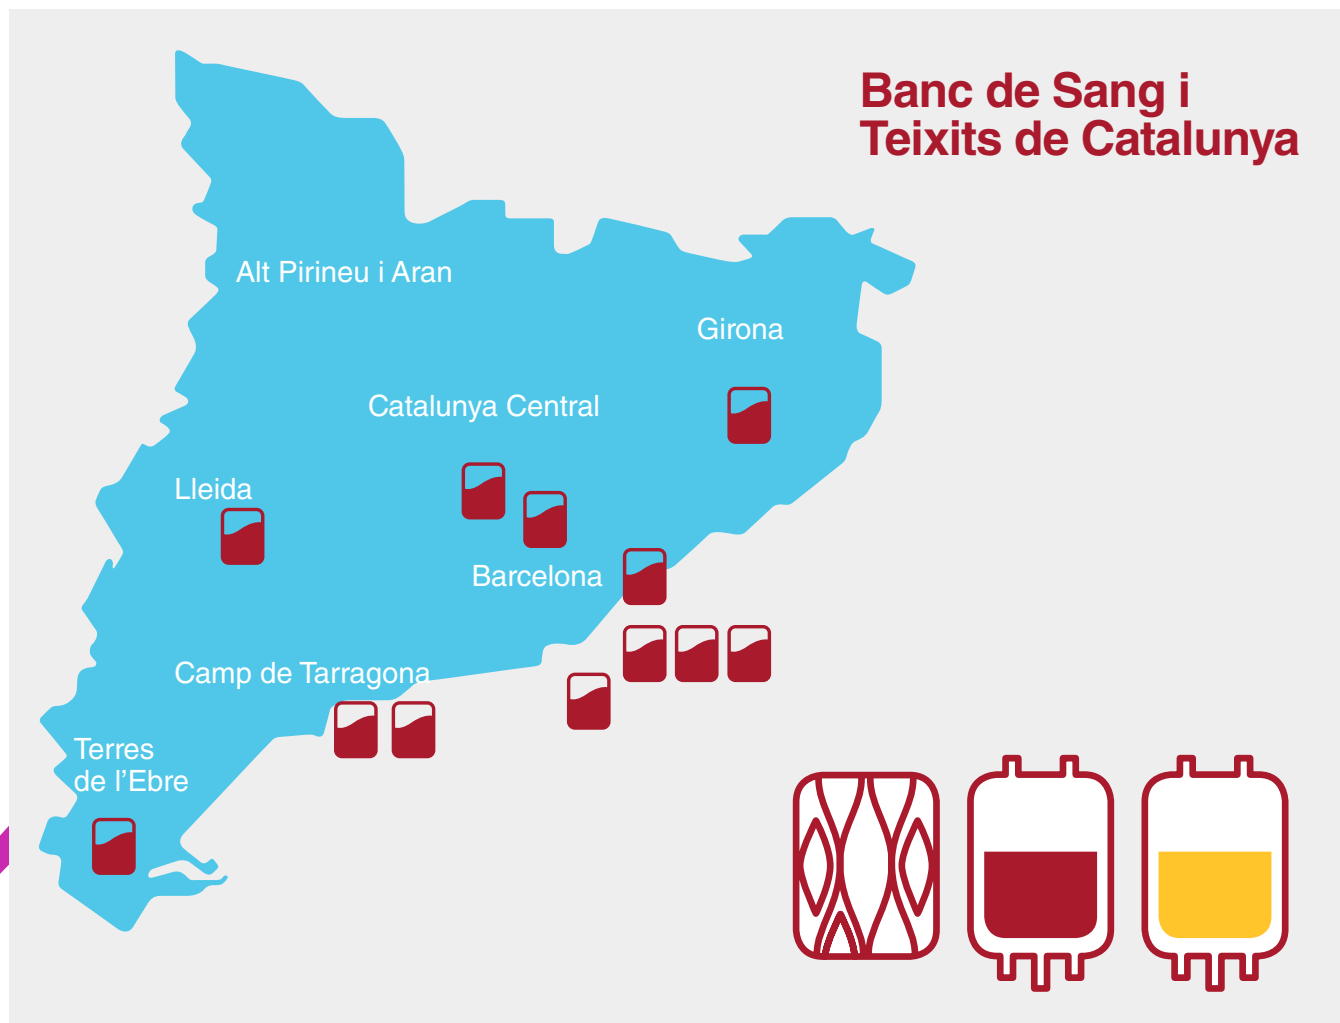 Banc de Sang i
Teixits de Catalunya
Alt Pirineu i Aran
Girona
Catalunya Central
Lleida
Barcelona
Camp de Tarragona
Terres
de l’Ebre